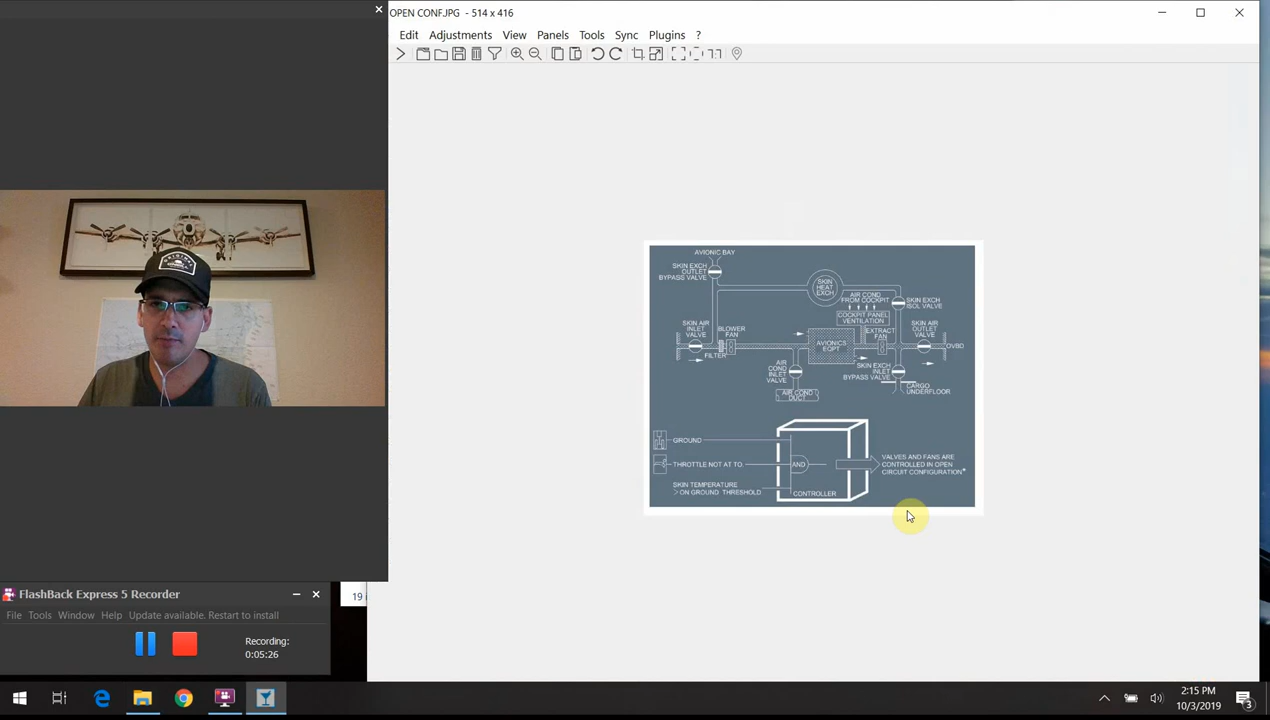 OPEN CONF.JPG - 514 x 416
Edit Adjustments View Panels Tools Sync Plugins ?
1:1
AVIONIC BAY
SKIN EXCH
OUTLET
BYPASS VALVE
SKIN
HEAT
EXCH
AIR COND
FROM COCKPIT
SKIN EXCH
ISOL VALVE
COCKPIT PANEL
VENTILATION
SKIN AIR
INLET
VALVE
BLOWER
FAN
EXTRACT
FAN
SKIN AIR
OUTLET
VALVE
FILTER
AVIONICS
EQPT
OVBD
AIR
COND
INLET
VALVE
SKIN EXCH
INLET
BYPASS VALVE
AIR COND
DUCT
CARGO
UNDERFLOOR
GROUND
THROTTLE NOT AT TO.
SKIN TEMPERATURE
>ON GROUND THRESHOLD
AND
CONTROLLER
VALVES AND FANS ARE
CONTROLLED IN OPEN
CIRCUIT CONFIGURATION*
FlashBack Express 5 Recorder
File Tools Window Help Update available. Restart to install
Recording:
0:05:26
19
2:15 PM
10/3/2019
3